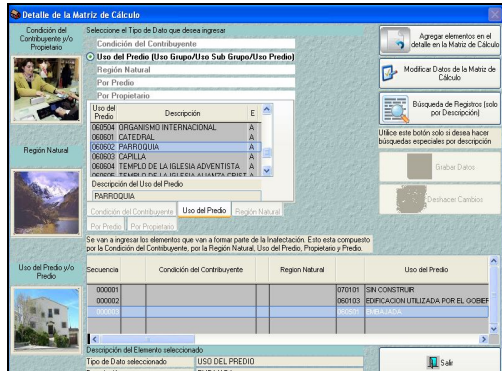 Detalle de la Matriz de Cálculo
Condición del Contribuyente y/o Propietario
Seleccione el Tipo de Dato que desea ingresar
Condición del Contribuyente
Uso del Predio (Uso Grupo/Uso Sub Grupo/Uso Predio)
Región Natural
Por Predio
Por Propietario
Agregar elementos en el detalle en la Matriz de Cálculo
Modificar Datos de la Matriz de Cálculo
Búsqueda de Registros (solo por Descripción)
Utilice este botón solo si desea hacer búsquedas especiales por descripción
Grabar Datos
Deshacer Cambios
Uso del Predio Descripción E
060504 ORGANISMO INTERNACIONAL A
060601 CATEDRAL A
060602 PARROQUIA A
060603 CAPILLA A
060604 TEMPLO DE LA IGLESIA ADVENTISTA A
060605 TEMPLO DE LA IGLESIA ALIANZA CRIST A
Descripción del Uso del Predio
PARROQUIA
Región Natural
Condición del Contribuyente Uso del Predio Región Natural
Por Predio Por Propietario
Se van a ingresar los elementos que van a formar parte de la Inafectación. Esto esta compuesto
por la Condición del Contribuyente, por la Región Natural, Uso del Predio, Propietario y Predio.
Uso del Predio y/o Predio
Secuencia Condición del Contribuyente Region Natural Uso del Predio
000001 070101 SIN CONSTRUIR
000002 060103 EDIFICACION UTILIZADA POR EL GOBIER
000003 060501 EMBAJADA
Descripción del Elemento seleccionado
Tipo de Dato seleccionado USO DEL PREDIO
Salir